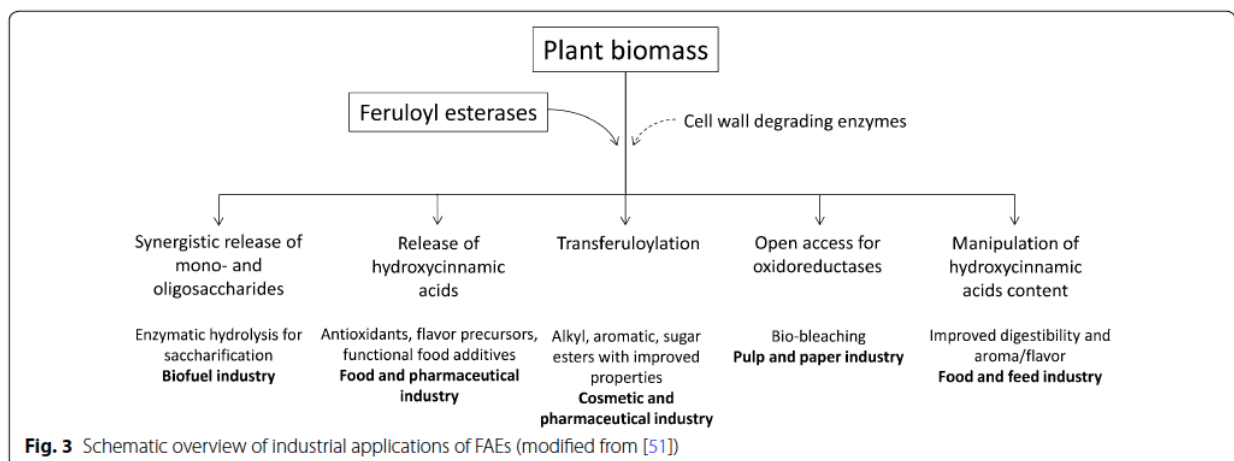 Plant biomass
Feruloyl esterases
Cell wall degrading enzymes
Synergistic release of
mono- and
oligosaccharides
Enzymatic hydrolysis for
saccharification
Biofuel industry
Release of
hydroxycinnamic
acids
Antioxidants, flavor precursors,
functional food additives
Food and pharmaceutical
industry
Transferuloylation
Alkyl, aromatic, sugar
esters with improved
properties
Cosmetic and
pharmaceutical industry
Open access for
oxidoreductases
Bio-bleaching
Pulp and paper industry
Manipulation of
hydroxycinnamic
acids content
Improved digestibility and
aroma/flavor
Food and feed industry
Fig. 3 Schematic overview of industrial applications of FAEs (modified from [51])